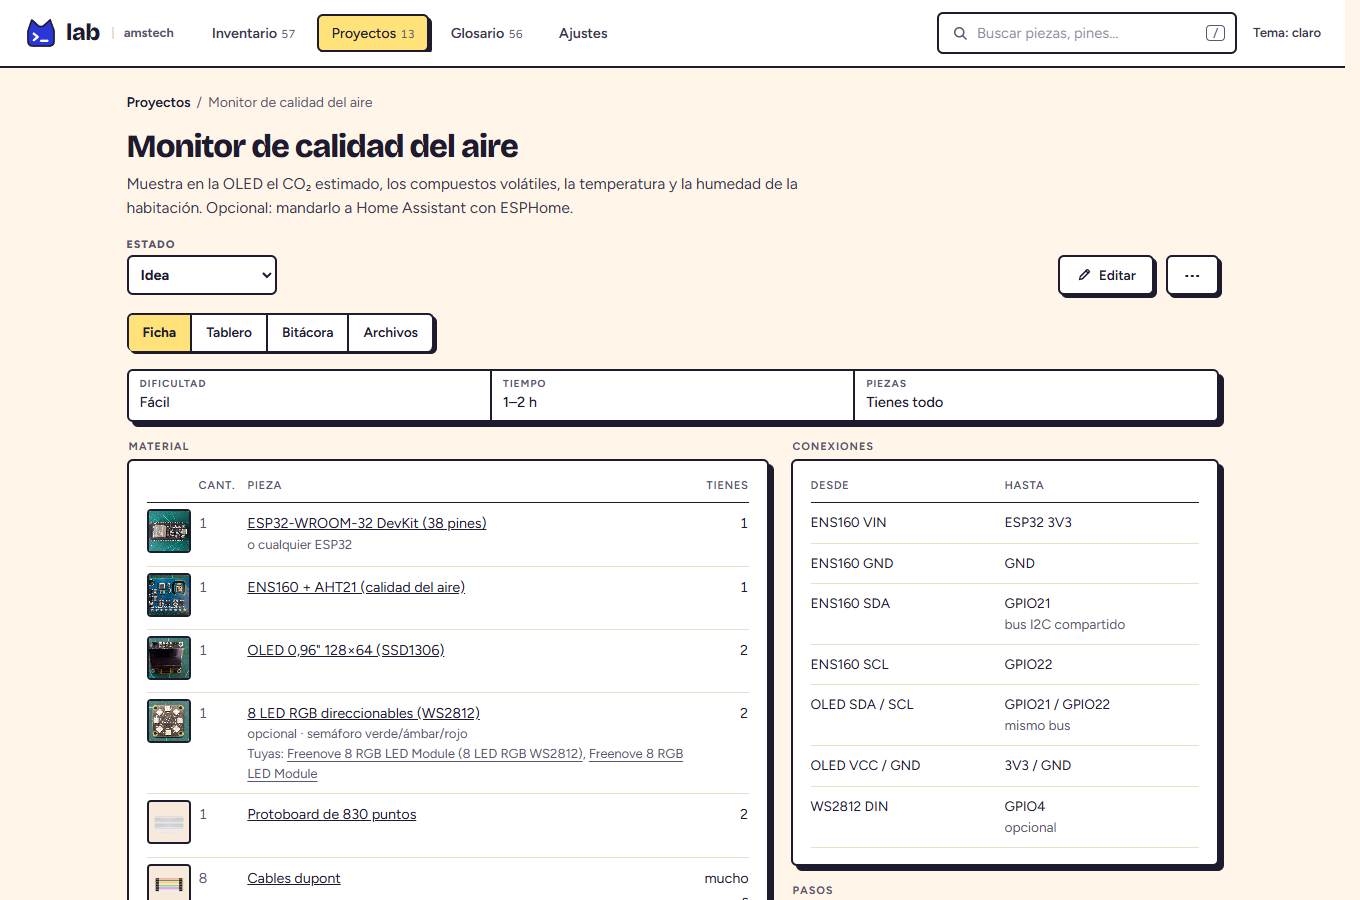 lab | amstech
Inventario 57
Proyectos 13
Glosario 56
Ajustes
Buscar piezas, pines...
/
Tema: claro
Proyectos / Monitor de calidad del aire
Monitor de calidad del aire
Muestra en la OLED el CO₂ estimado, los compuestos volátiles, la temperatura y la humedad de la
habitación. Opcional: mandarlo a Home Assistant con ESPHome.
ESTADO
Idea
Editar
...
Ficha
Tablero
Bitácora
Archivos
DIFICULTAD
Fácil
TIEMPO
1–2 h
PIEZAS
Tienes todo
MATERIAL
CANT. PIEZA TIENES
1 ESP32-WROOM-32 DevKit (38 pines) 1
o cualquier ESP32
1 ENS160 + AHT21 (calidad del aire) 1
1 OLED 0,96" 128×64 (SSD1306) 2
1 8 LED RGB direccionables (WS2812) 2
opcional · semáforo verde/ámbar/rojo
Tuyas: Freenove 8 RGB LED Module (8 LED RGB WS2812), Freenove 8 RGB
LED Module
1 Protoboard de 830 puntos 2
8 Cables dupont mucho
CONEXIONES
DESDE HASTA
ENS160 VIN ESP32 3V3
ENS160 GND GND
ENS160 SDA GPIO21
bus I2C compartido
ENS160 SCL GPIO22
OLED SDA / SCL GPIO21 / GPIO22
mismo bus
OLED VCC / GND 3V3 / GND
WS2812 DIN GPIO4
opcional
PASOS